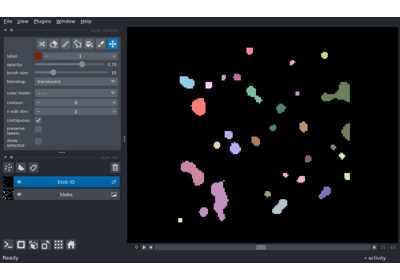 File View Plugins Window Help
label: 1
opacity: 0.70
brush size: 10
blending: translucent
color mode:
contour: 0
n edit dim: 2
contiguous:
preserve
labels:
show
selected:
blob ID
blobs
0
Ready
activity